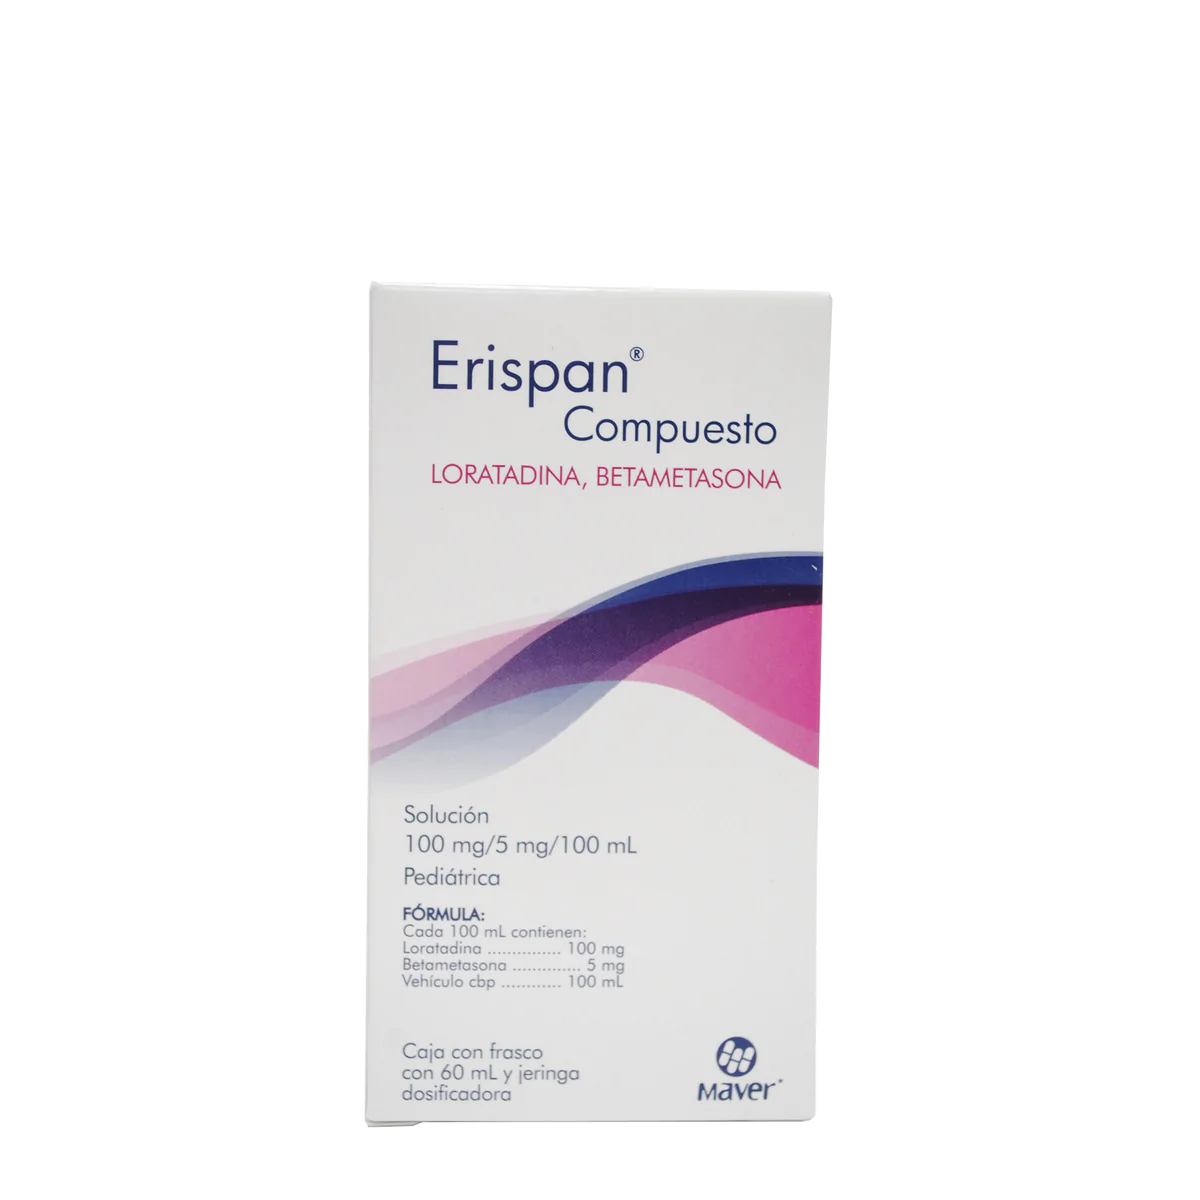 Erispan®
Compuesto
LORATADINA, BETAMETASONA
Solución
100 mg/5 mg/100 mL
Pediátrica
FÓRMULA:
Cada 100 mL contienen:
Loratadina .............. 100 mg
Betametasona ............. 5 mg
Vehículo cbp ............ 100 mL
Caja con frasco
con 60 mL y jeringa
dosificadora
Maver®